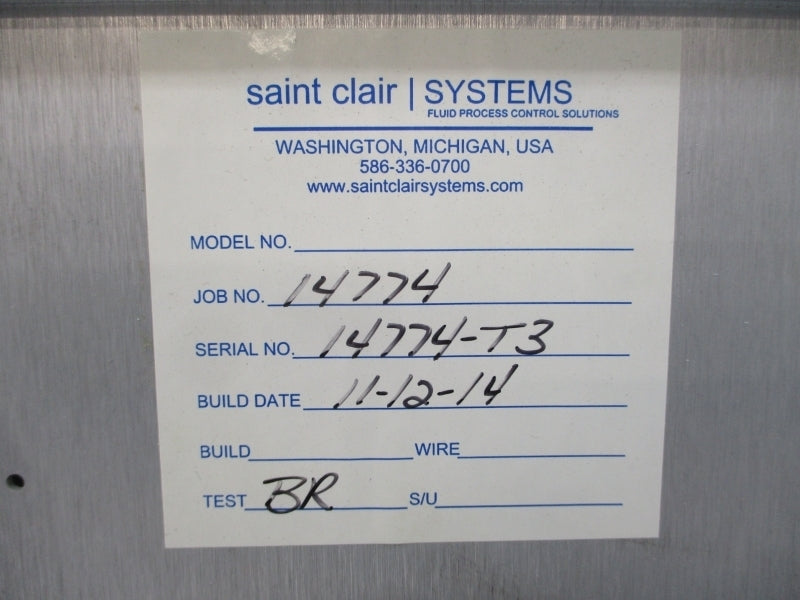 saint clair | SYSTEMS
FLUID PROCESS CONTROL SOLUTIONS
WASHINGTON, MICHIGAN, USA
586-336-0700
www.saintclairsystems.com
MODEL NO.
JOB NO. 14774
SERIAL NO. 14774-T3
BUILD DATE 11-12-14
BUILD WIRE
TEST BR S/U